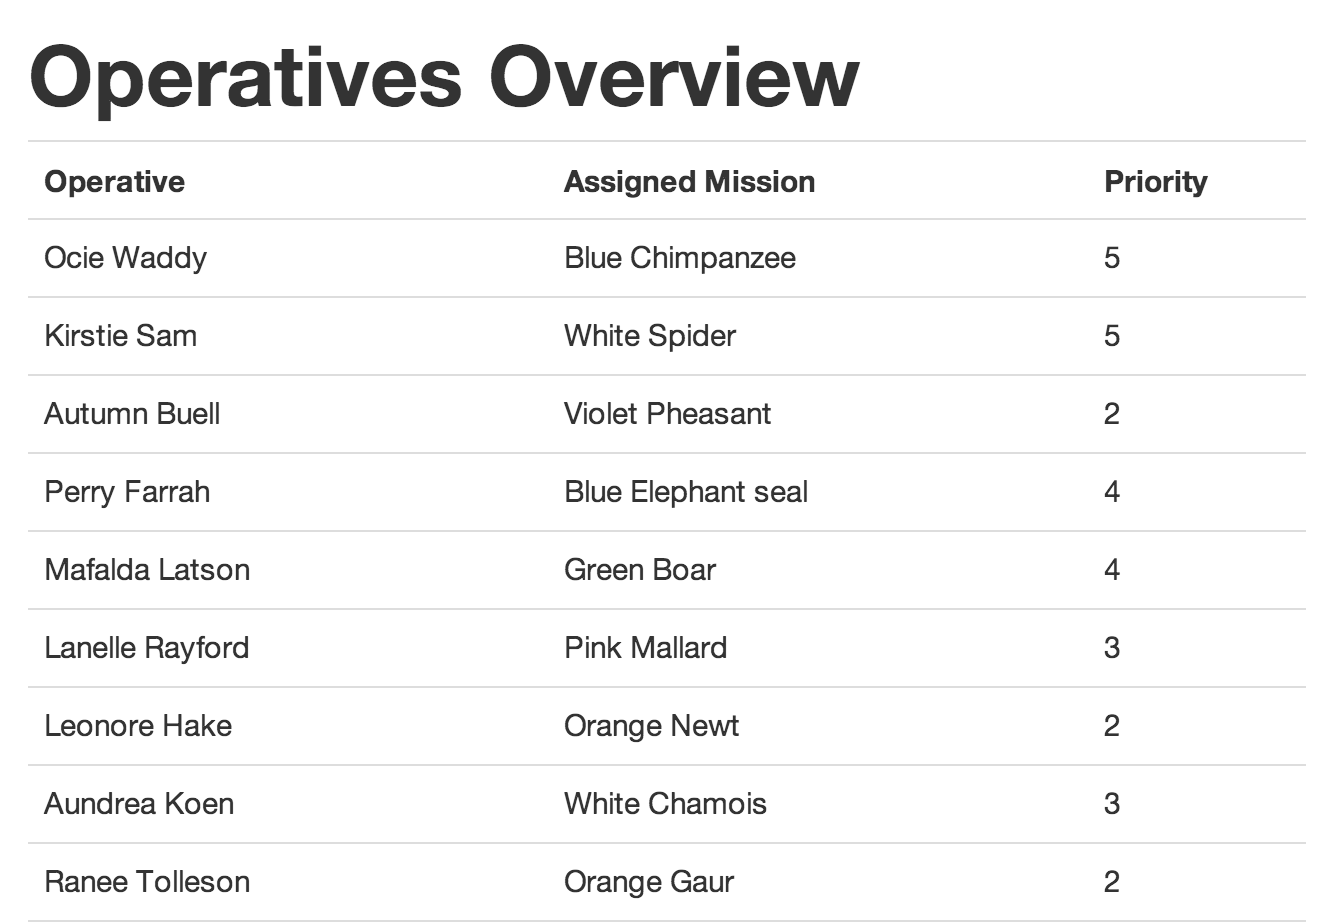 Operatives Overview
Operative Assigned Mission Priority
Ocie Waddy Blue Chimpanzee 5
Kirstie Sam White Spider 5
Autumn Buell Violet Pheasant 2
Perry Farrah Blue Elephant seal 4
Mafalda Latson Green Boar 4
Lanelle Rayford Pink Mallard 3
Leonore Hake Orange Newt 2
Aundrea Koen White Chamois 3
Ranee Tolleson Orange Gaur 2